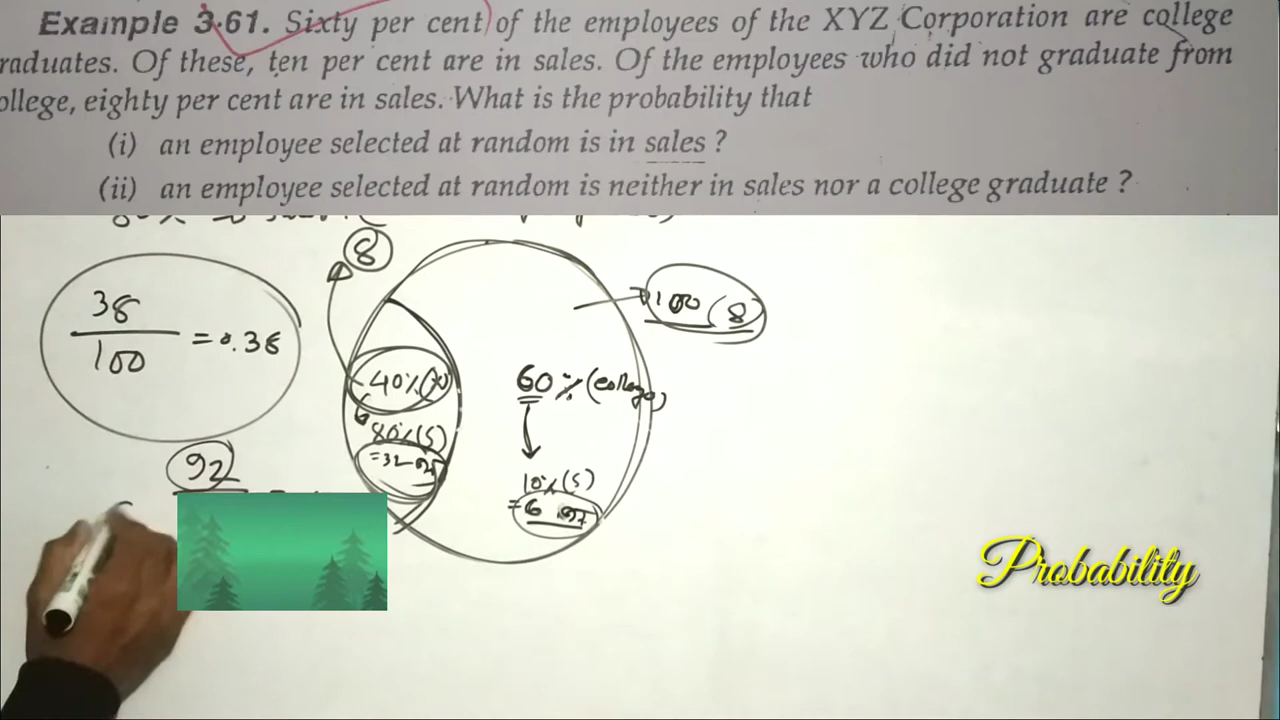 Example 3·61. Sixty per cent of the employees of the XYZ Corporation are college
raduates. Of these, ten per cent are in sales. Of the employees who did not graduate from
ollege, eighty per cent are in sales. What is the probability that
(i) an employee selected at random is in sales ?
(ii) an employee selected at random is neither in sales nor a college graduate ?
8
38
100
= 0.38
100 (8)
40%
60%
80% (S)
10% (S)
92
Probability